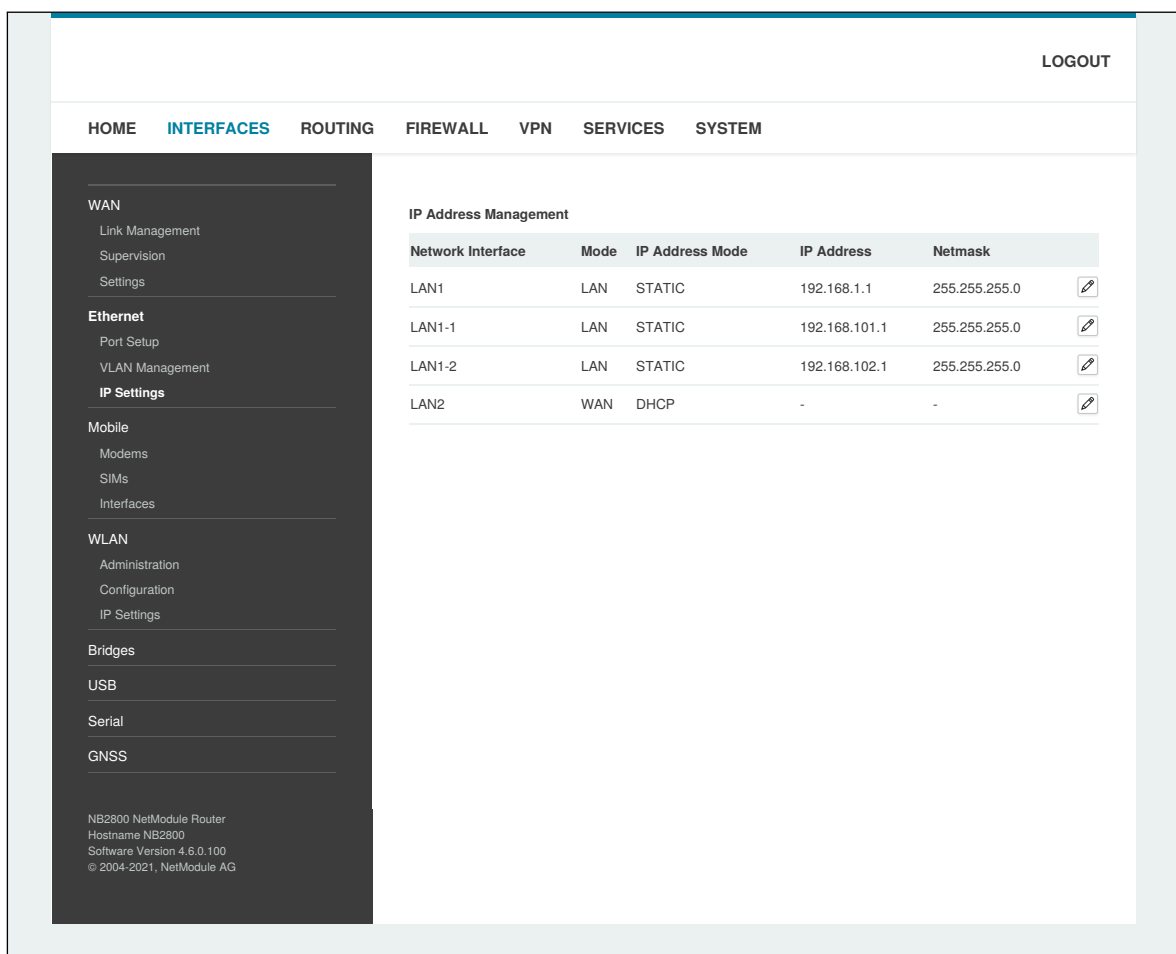 LOGOUT
HOME INTERFACES ROUTING FIREWALL VPN SERVICES SYSTEM
WAN
Link Management
Supervision
Settings
Ethernet
Port Setup
VLAN Management
IP Settings
Mobile
Modems
SIMs
Interfaces
WLAN
Administration
Configuration
IP Settings
Bridges
USB
Serial
GNSS
NB2800 NetModule Router
Hostname NB2800
Software Version 4.6.0.100
© 2004-2021, NetModule AG
IP Address Management
Network Interface Mode IP Address Mode IP Address Netmask
LAN1 LAN STATIC 192.168.1.1 255.255.255.0
LAN1-1 LAN STATIC 192.168.101.1 255.255.255.0
LAN1-2 LAN STATIC 192.168.102.1 255.255.255.0
LAN2 WAN DHCP - -